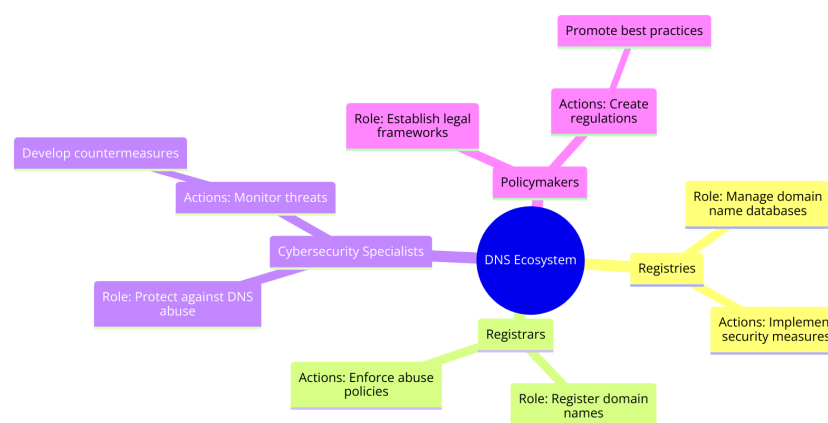 Promote best practices
Actions: Create
regulations
Role: Establish legal
frameworks
Policymakers
Develop countermeasures
Actions: Monitor threats
Cybersecurity Specialists
Role: Protect against DNS
abuse
DNS Ecosystem
Role: Manage domain
name databases
Registries
Actions: Implemen
security measures
Registrars
Actions: Enforce abuse
policies
Role: Register domain
names